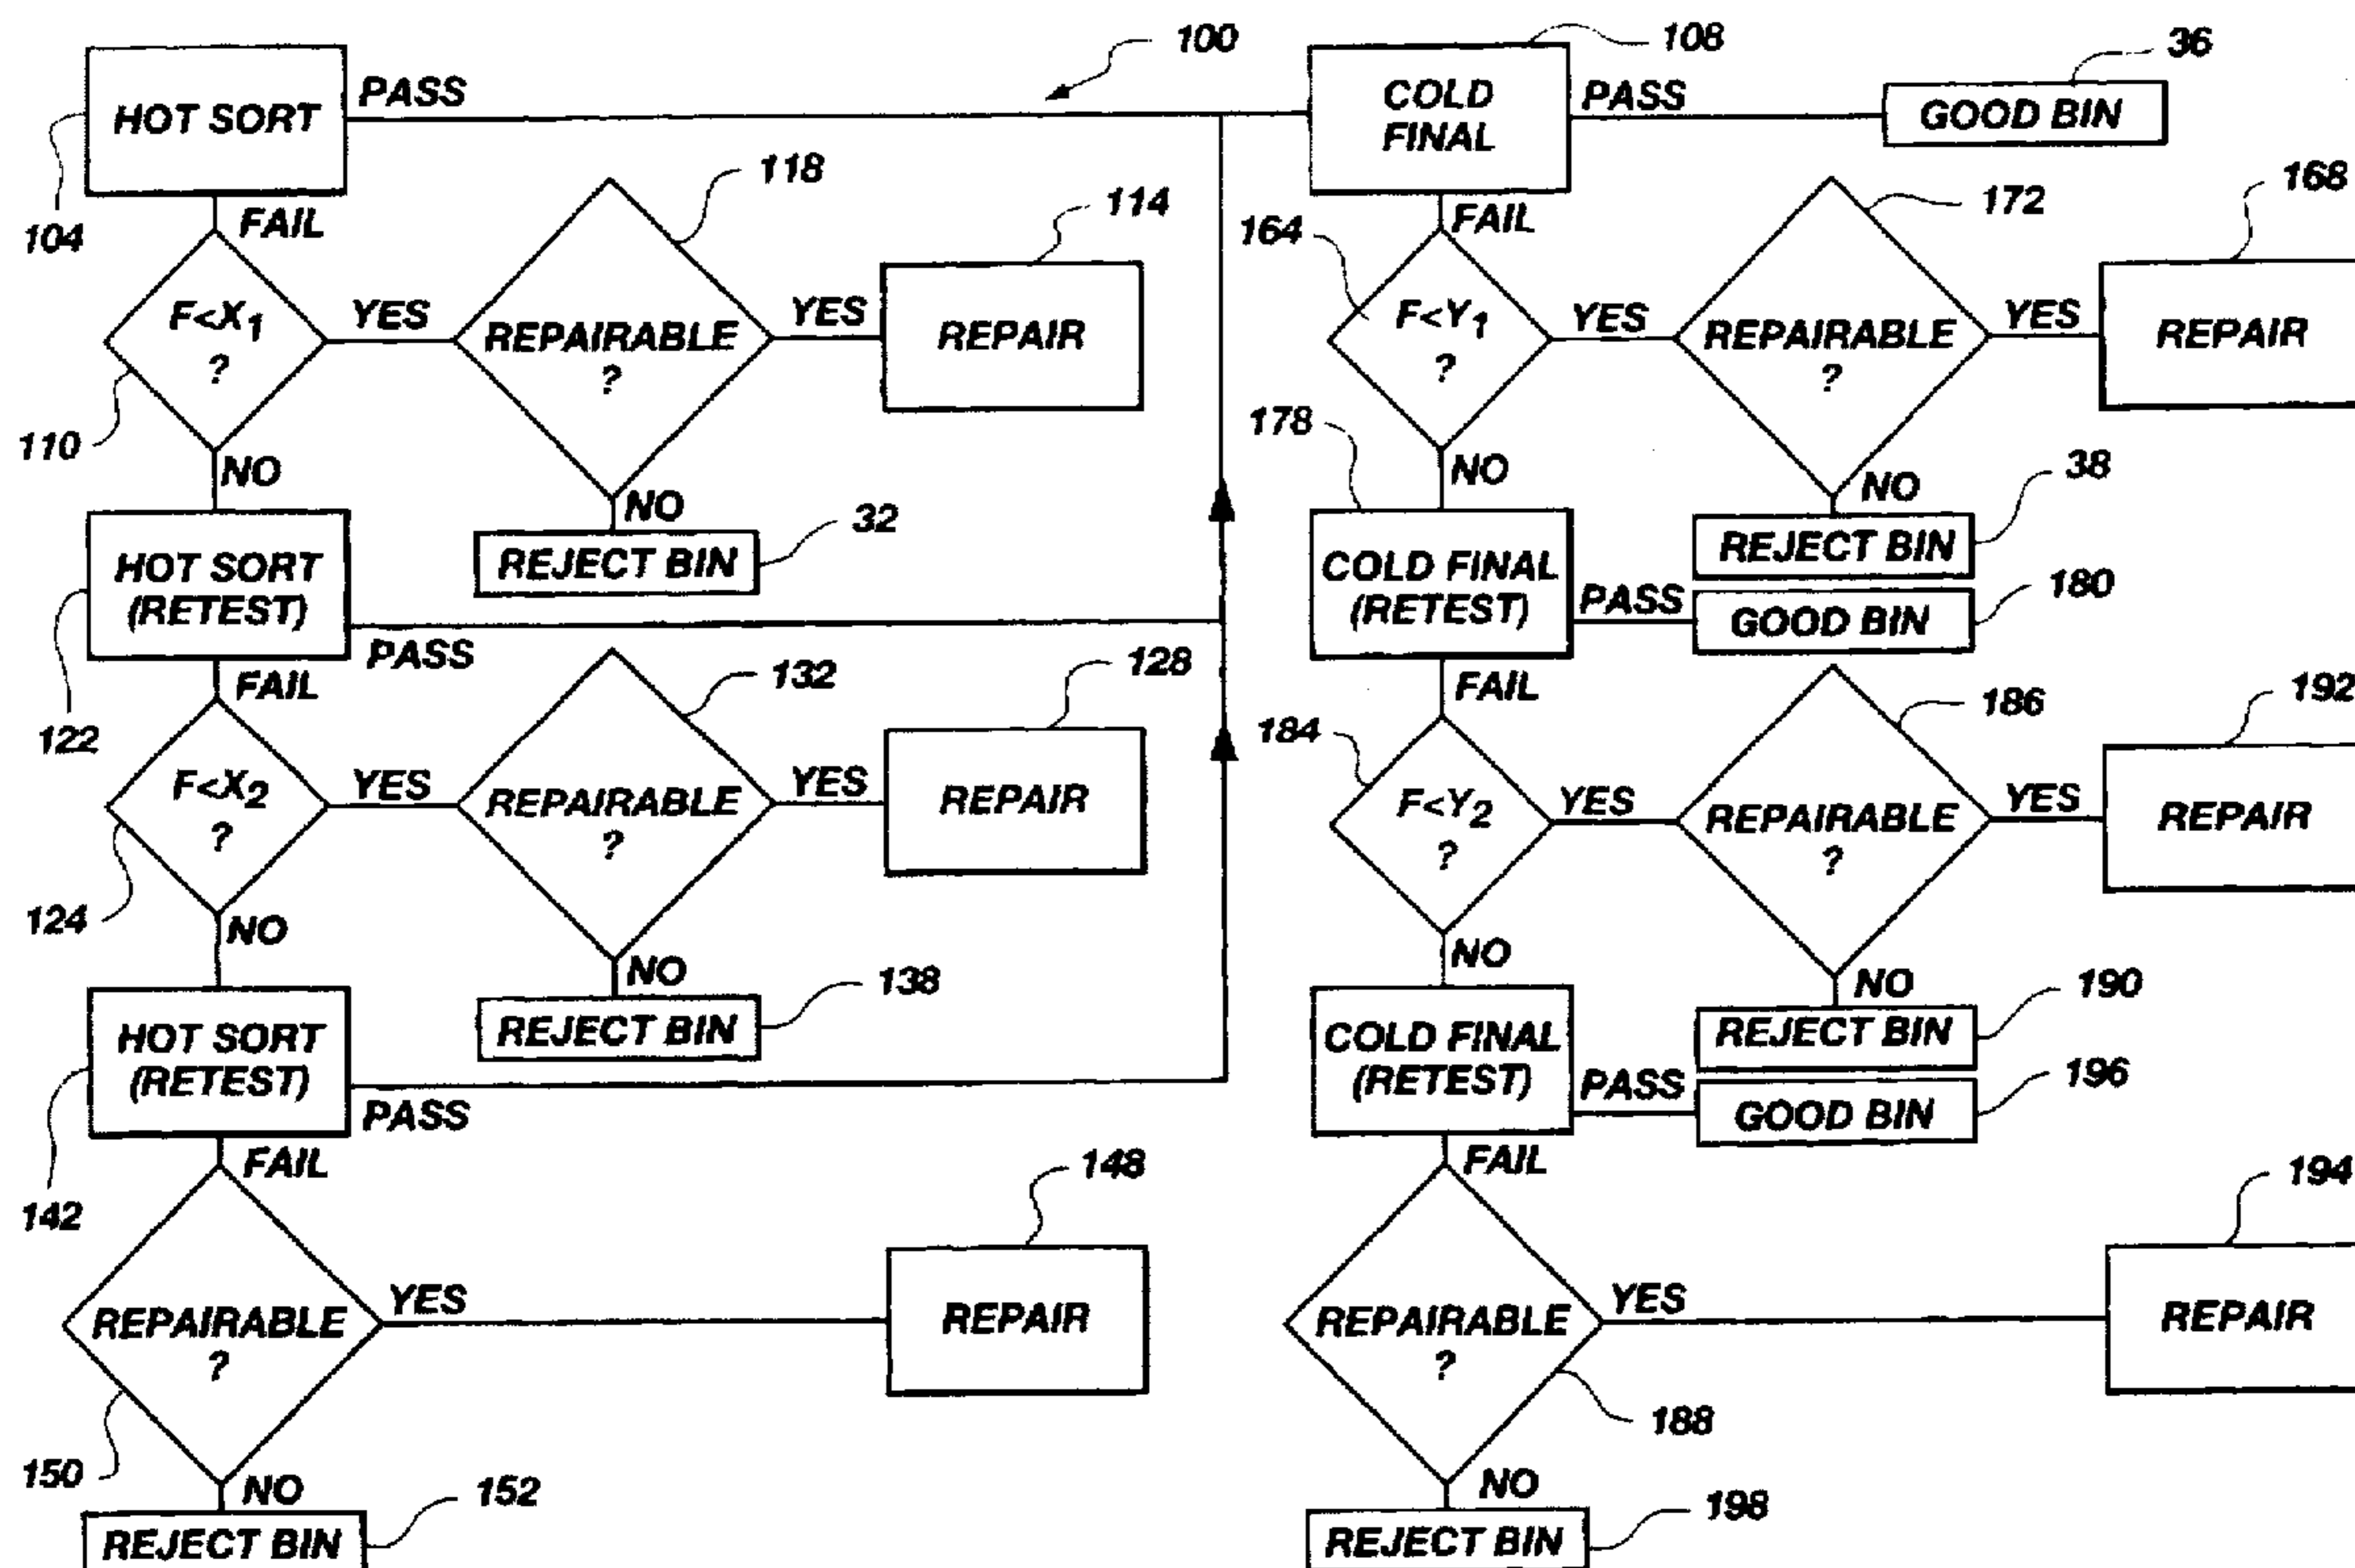 100
HOT SORT
PASS
104
FAIL
118
114
F<X1
?
YES
REPAIRABLE
?
YES
REPAIR
110
NO
NO
REJECT BIN
32
HOT SORT
(RETEST)
PASS
122
FAIL
132
128
F<X2
?
YES
REPAIRABLE
?
YES
REPAIR
124
NO
NO
REJECT BIN
138
HOT SORT
(RETEST)
PASS
142
FAIL
148
REPAIRABLE
?
YES
REPAIR
150
NO
REJECT BIN
152
108
COLD
FINAL
PASS
36
GOOD BIN
164
FAIL
172
168
F<Y1
?
YES
REPAIRABLE
?
YES
REPAIR
178
NO
NO
38
REJECT BIN
COLD FINAL
(RETEST)
PASS
GOOD BIN
180
FAIL
184
186
192
F<Y2
?
YES
REPAIRABLE
?
YES
REPAIR
NO
NO
190
REJECT BIN
COLD FINAL
(RETEST)
PASS
GOOD BIN
196
FAIL
194
REPAIRABLE
?
YES
REPAIR
188
NO
REJECT BIN
198